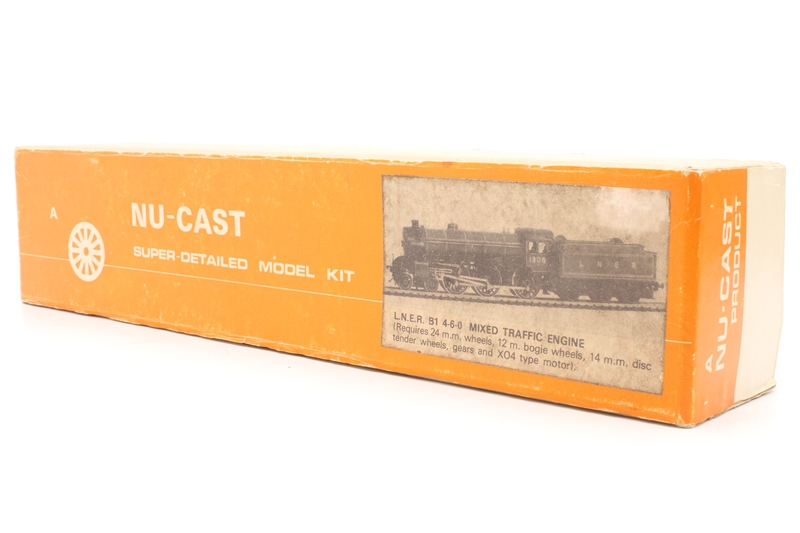 A NU-CAST
SUPER-DETAILED MODEL KIT
1306
L N E R
L.N.E.R. B1 4-6-0 MIXED TRAFFIC ENGINE
(Requires 24 m.m. wheels, 12 m. bogie wheels, 14 m.m. disc
tender wheels, gears and XO4 type motor).
A NU-CAST
PRODUCT